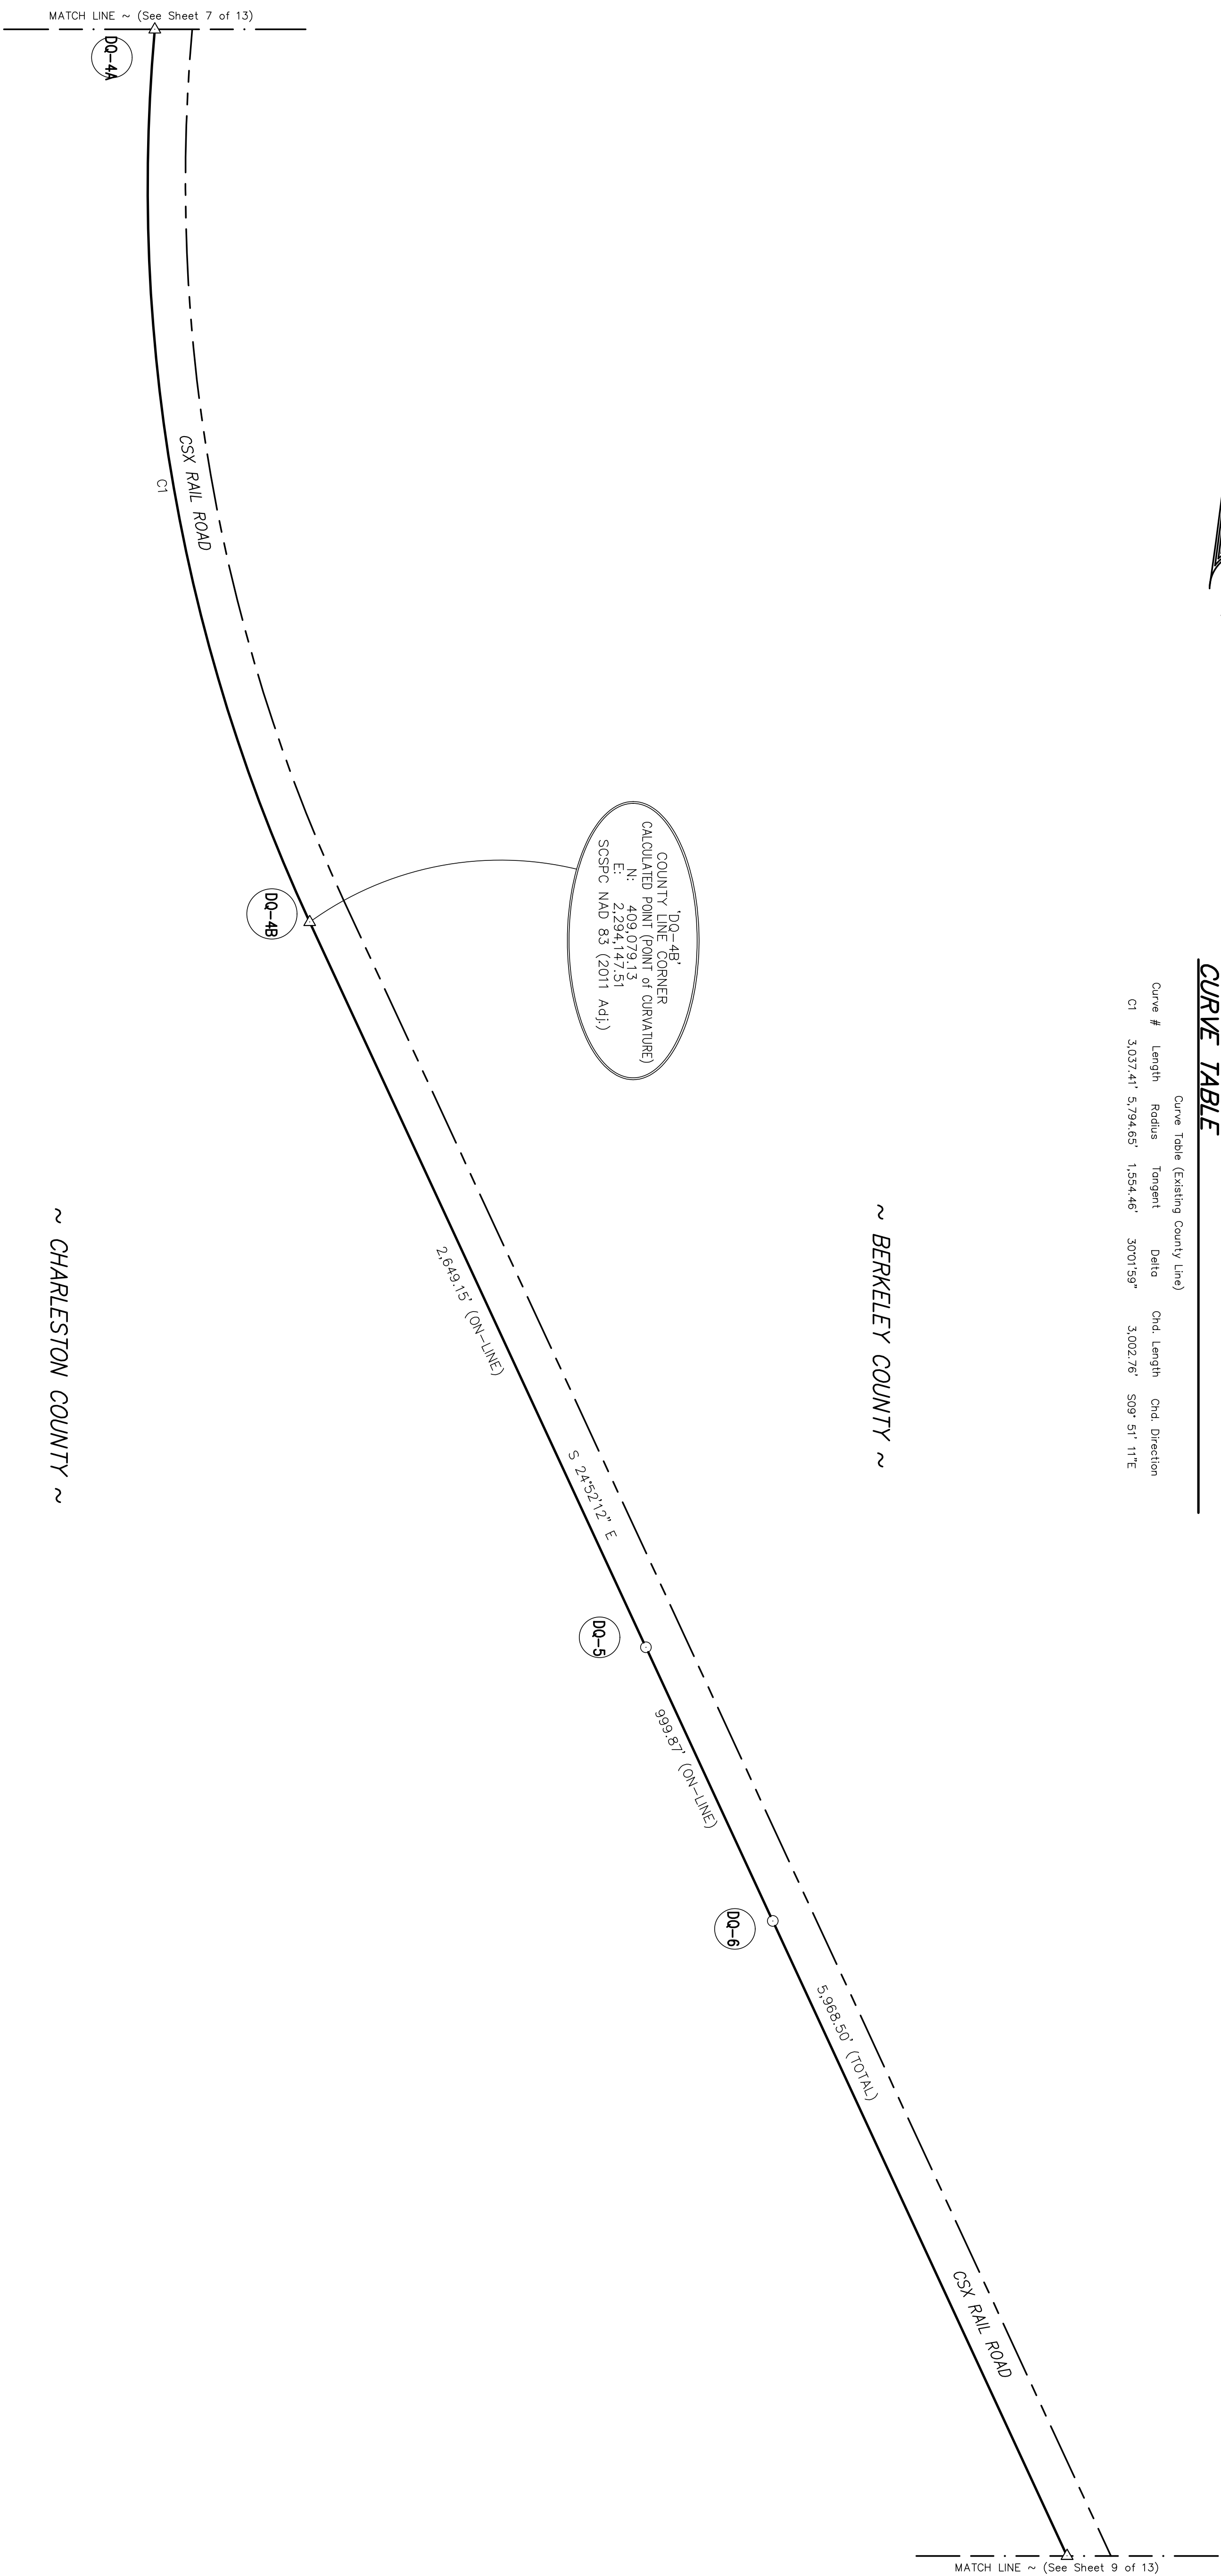 MATCH LINE ~ (See Sheet 7 of 13)
DQ-4A
CSX RAIL ROAD
C1
CURVE TABLE
Curve Table (Existing County Line)
Curve # Length Radius Tangent Delta Chd. Length Chd. Direction
C1 3,037.41' 5,794.65' 1,554.46' 30°01'59" 3,002.76' S09° 51' 11"E
'DQ-4B'
COUNTY LINE CORNER
CALCULATED POINT (POINT of CURVATURE)
N: 409,079.13
E: 2,294,147.51
SCSPC NAD 83 (2011 Adj.)
DQ-4B
~ BERKELEY COUNTY ~
~ CHARLESTON COUNTY ~
2,649.15' (ON-LINE)
S 24°52'12" E
DQ-5
999.87' (ON-LINE)
DQ-6
5,968.50' (TOTAL)
CSX RAIL ROAD
MATCH LINE ~ (See Sheet 9 of 13)